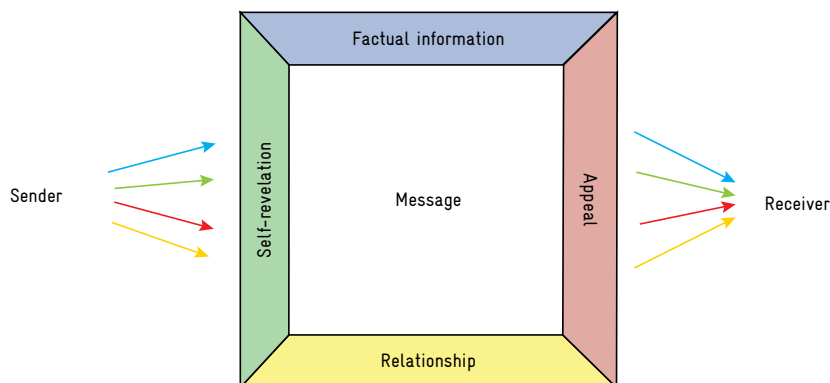 Factual information
Sender
Self-revelation
Message
Appeal
Receiver
Relationship